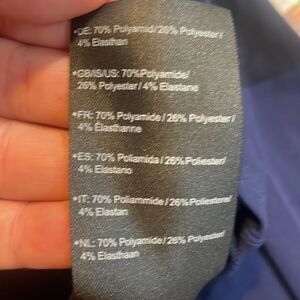 •DE: 70% Polyamid/26% Polyester/
4% Elasthan
•GB/IS/US: 70%Polyamide/
26% Polyester/4% Elastane
•FR: 70% Polyamide/26% Polyester/
4% Élasthanne
•ES: 70% Poliamida/26% Poliester/
4% Elastano
•IT: 70% Poliammide/26%Poliestere/
4% Elastan
•NL: 70% Polyamide/26% Polyester/
4% Elasthaan